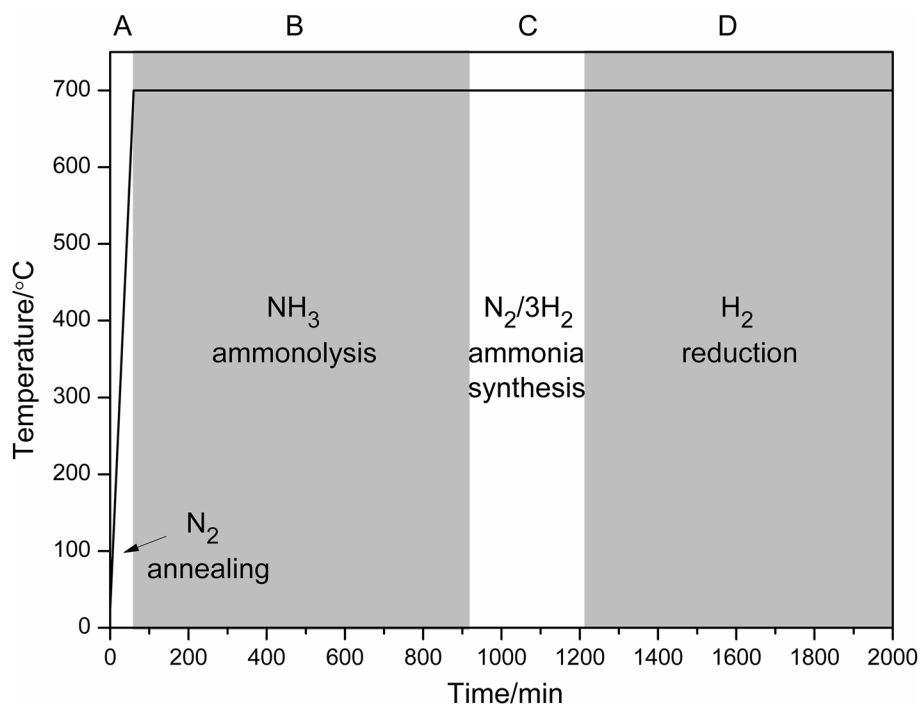 A B C D
700
600
500
400
300
200
100
0
Temperature/°C
NH₃
ammonolysis
N₂/3H₂
ammonia
synthesis
H₂
reduction
N₂
annealing
0 200 400 600 800 1000 1200 1400 1600 1800 2000
Time/min